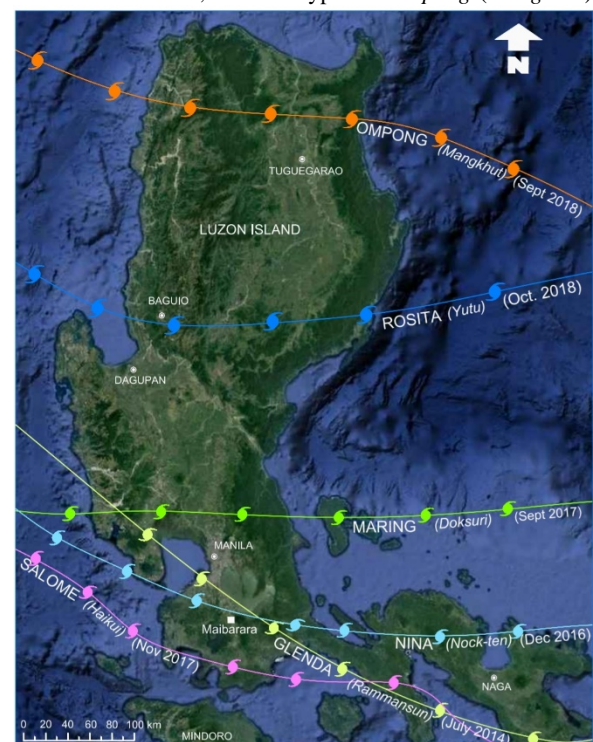 N
OMPONG (Mangkhut) (Sept 2018)
TUGUEGARAO
LUZON ISLAND
BAGUIO
ROSITA (Yutu) (Oct. 2018)
DAGUPAN
MARING (Doksuri) (Sept 2017)
MANILA
SALOME (Haikui) (Nov 2017)
Maibarara
GLENDA (Rammansun) (July 2014)
NINA (Nock-ten) (Dec 2016)
NAGA
0 20 40 60 80 100 km
MINDORO